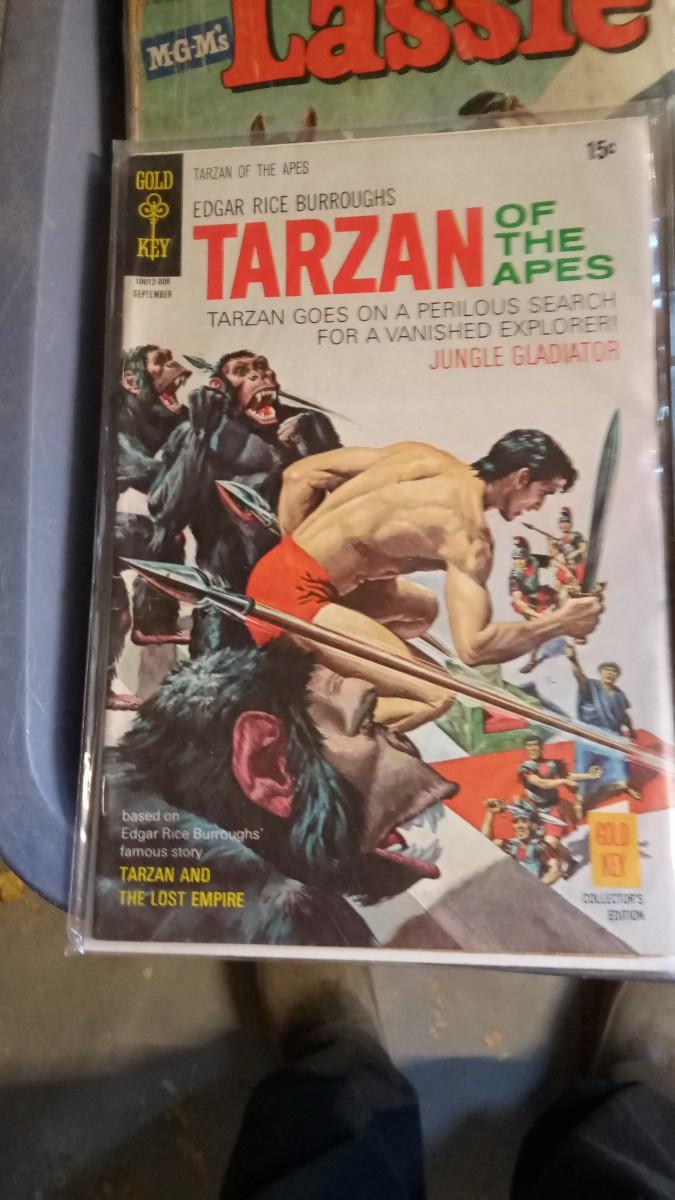 M-G-M's
Lassie
GOLD
KEY
10012-009
SEPTEMBER
TARZAN OF THE APES
15¢
EDGAR RICE BURROUGHS
TARZAN OF THE APES
TARZAN GOES ON A PERILOUS SEARCH
FOR A VANISHED EXPLORER!
JUNGLE GLADIATOR
based on
Edgar Rice Burroughs'
famous story
TARZAN AND
THE LOST EMPIRE
GOLD
KEY
COLLECTOR'S
EDITION